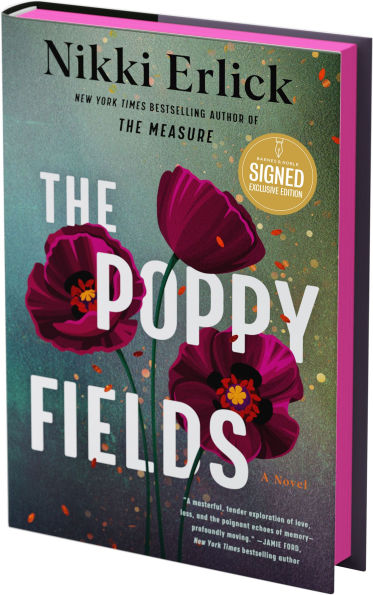 Nikki Erlick
NEW YORK TIMES BESTSELLING AUTHOR OF
THE MEASURE
BARNES & NOBLE
SIGNED
EXCLUSIVE EDITION
THE
POPPY
FIELDS
A Novel
"A masterful, tender exploration of love,
loss, and the poignant echoes of memory—
profoundly moving." —JAMIE FORD,
New York Times bestselling author